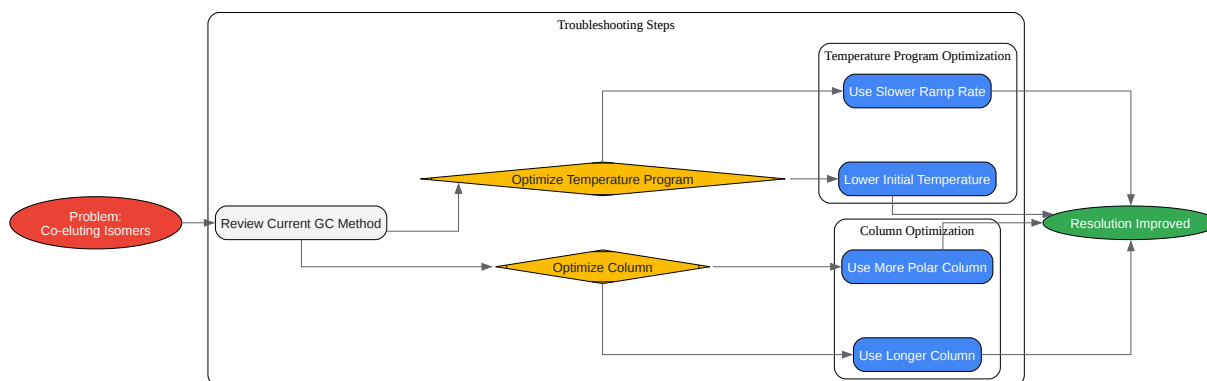 Troubleshooting Steps
Temperature Program Optimization
Use Slower Ramp Rate
Optimize Temperature Program
Lower Initial Temperature
Problem:
Co-eluting Isomers
Review Current GC Method
Resolution Improved
Column Optimization
Optimize Column
Use More Polar Column
Use Longer Column